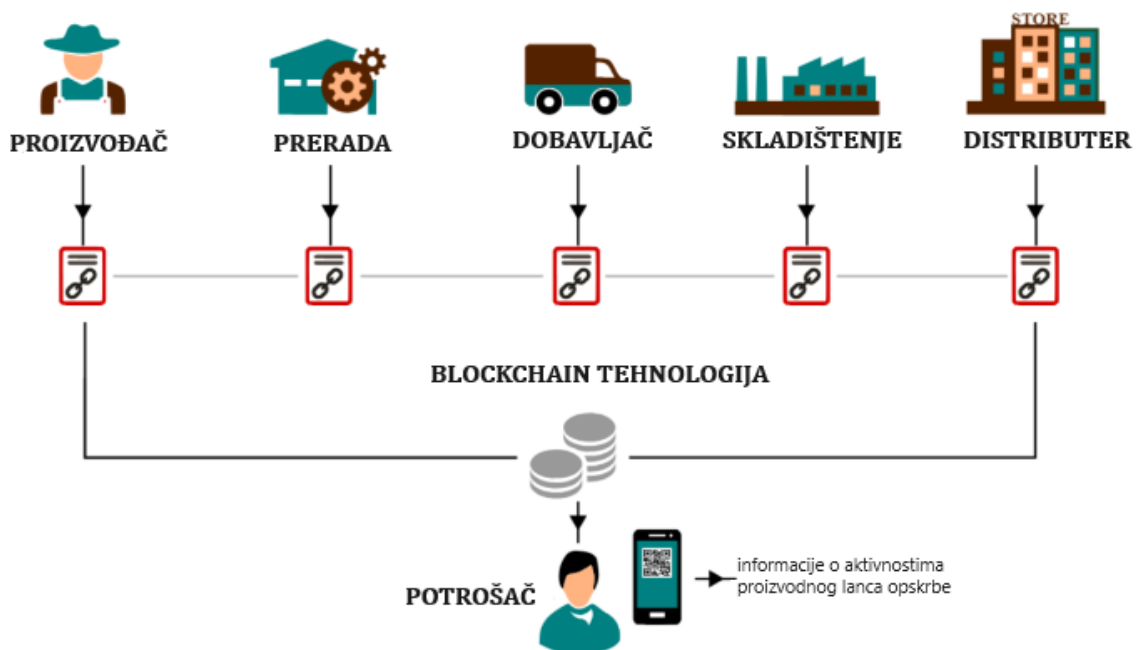 STORE
PROIZVOĐAČ
PRERADA
DOBAVLJAČ
SKLADIŠTENJE
DISTRIBUTER
BLOCKCHAIN TEHNOLOGIJA
POTROŠAČ
informacije o aktivnostima
proizvodnog lanca opskrbe